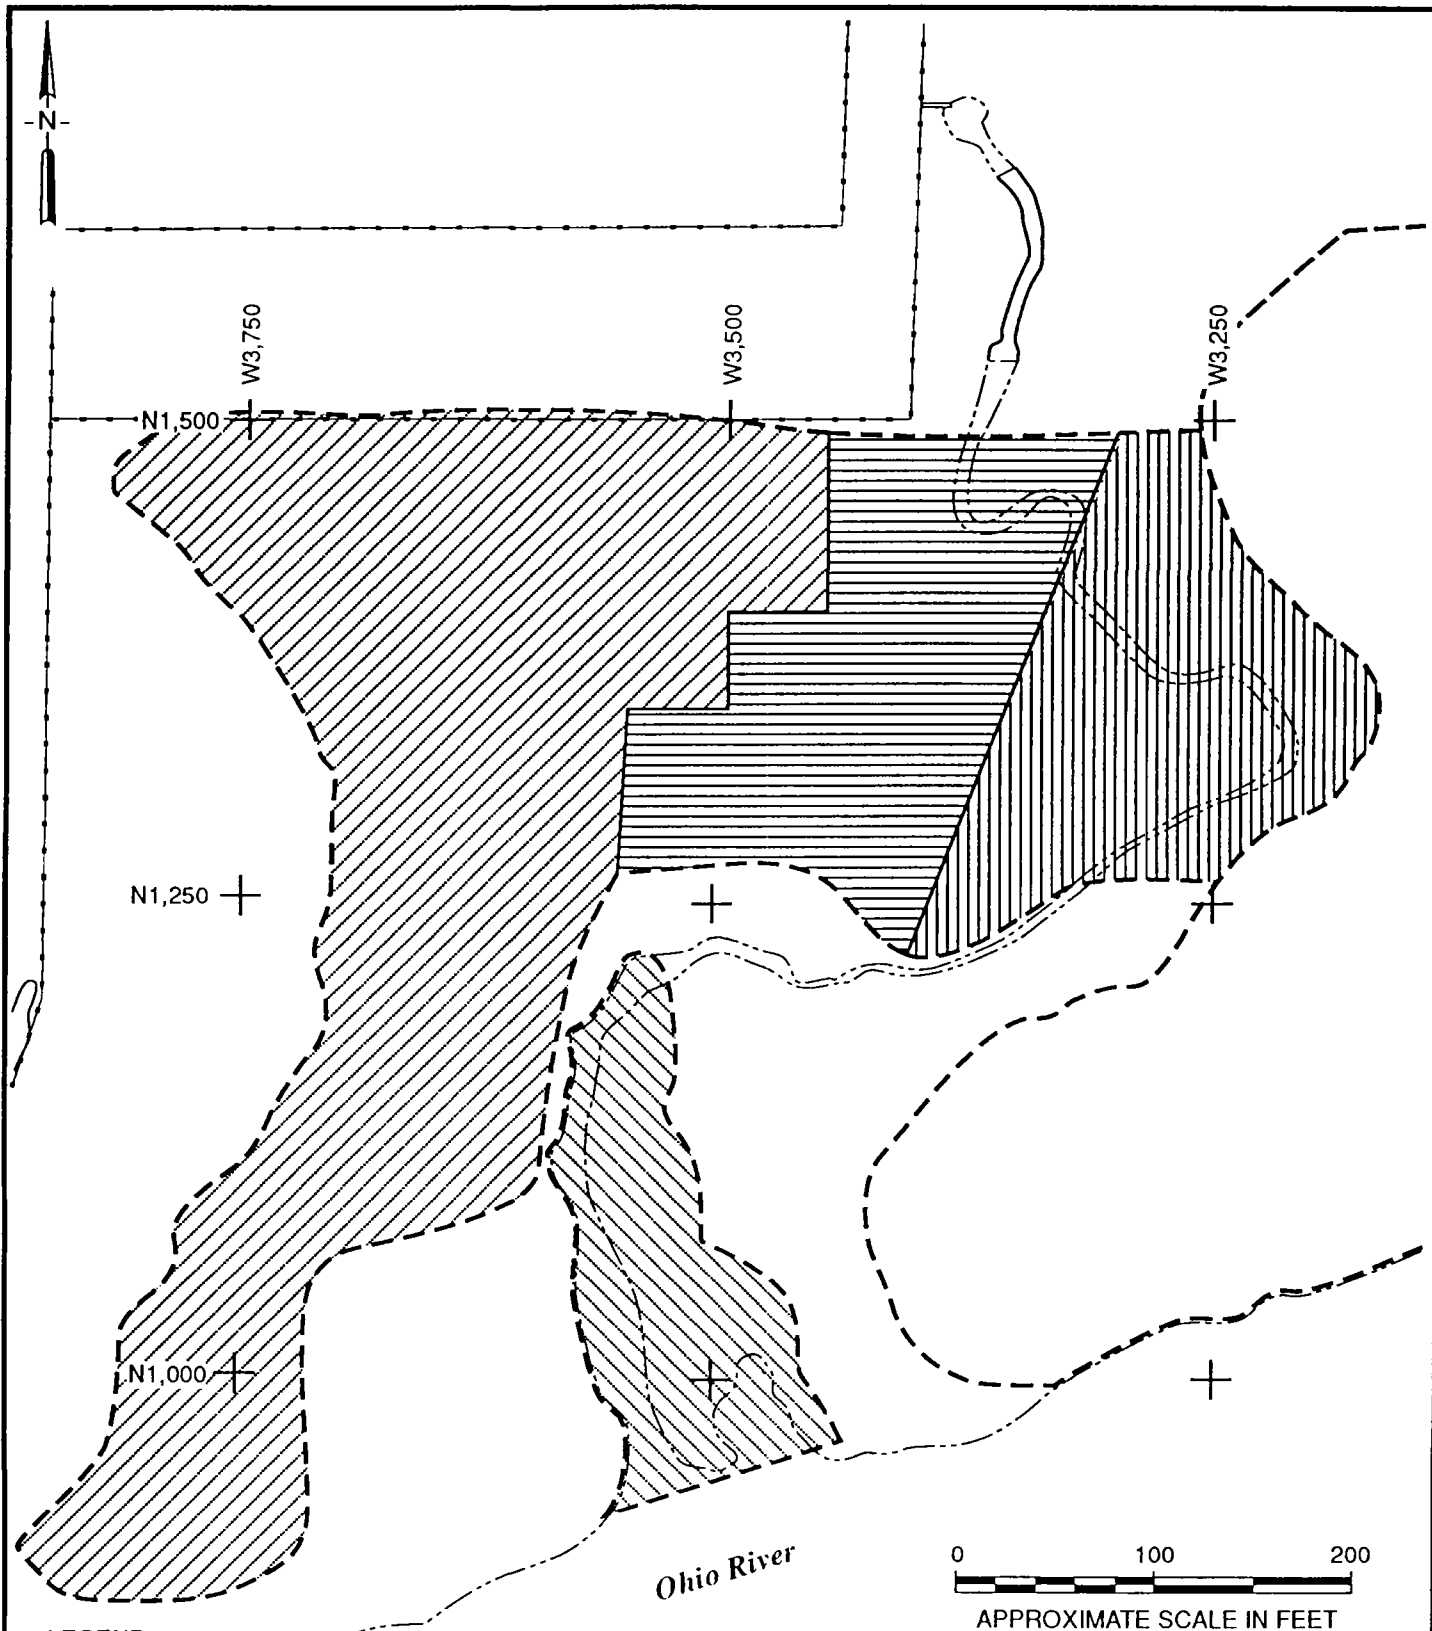 -N-
W3,750
W3,500
W3,250
N1,500
N1,250
N1,000
Ohio River
0 100 200
APPROXIMATE SCALE IN FEET